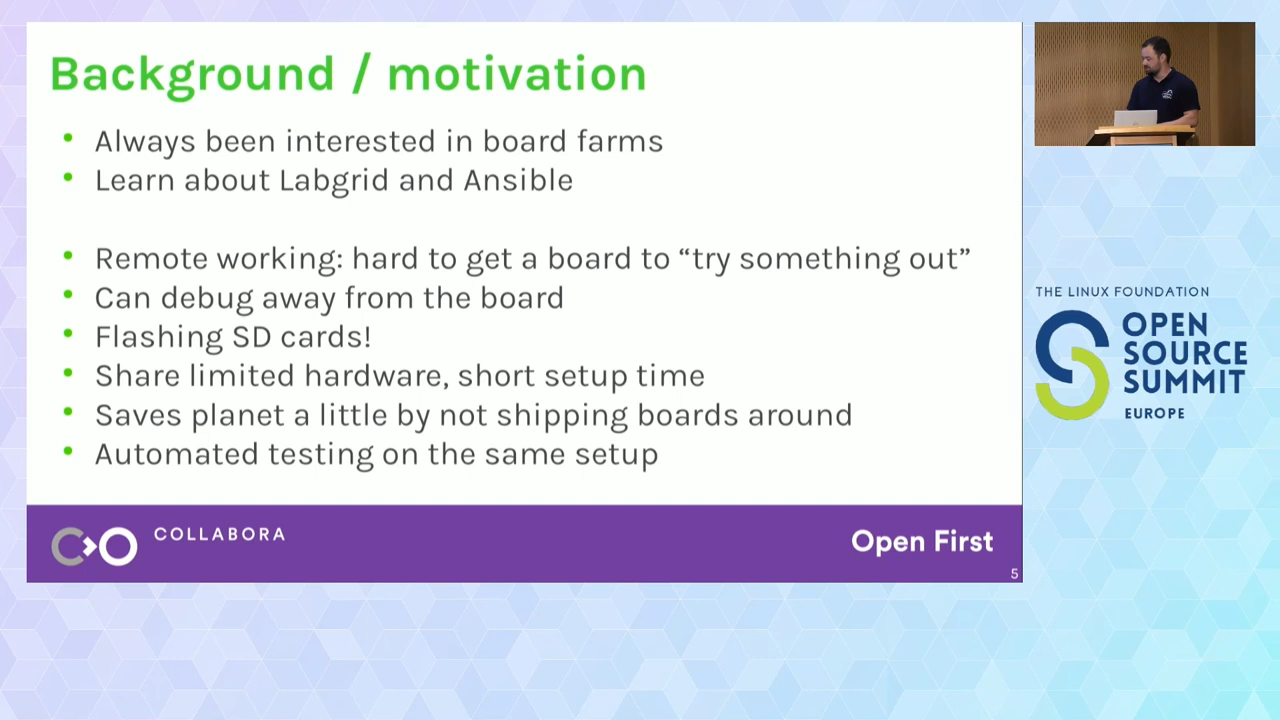 Background / motivation
Always been interested in board farms
Learn about Labgrid and Ansible
Remote working: hard to get a board to “try something out”
Can debug away from the board
Flashing SD cards!
Share limited hardware, short setup time
Saves planet a little by not shipping boards around
Automated testing on the same setup
COLLABORA
Open First
5
THE LINUX FOUNDATION
OPEN
SOURCE
SUMMIT
EUROPE